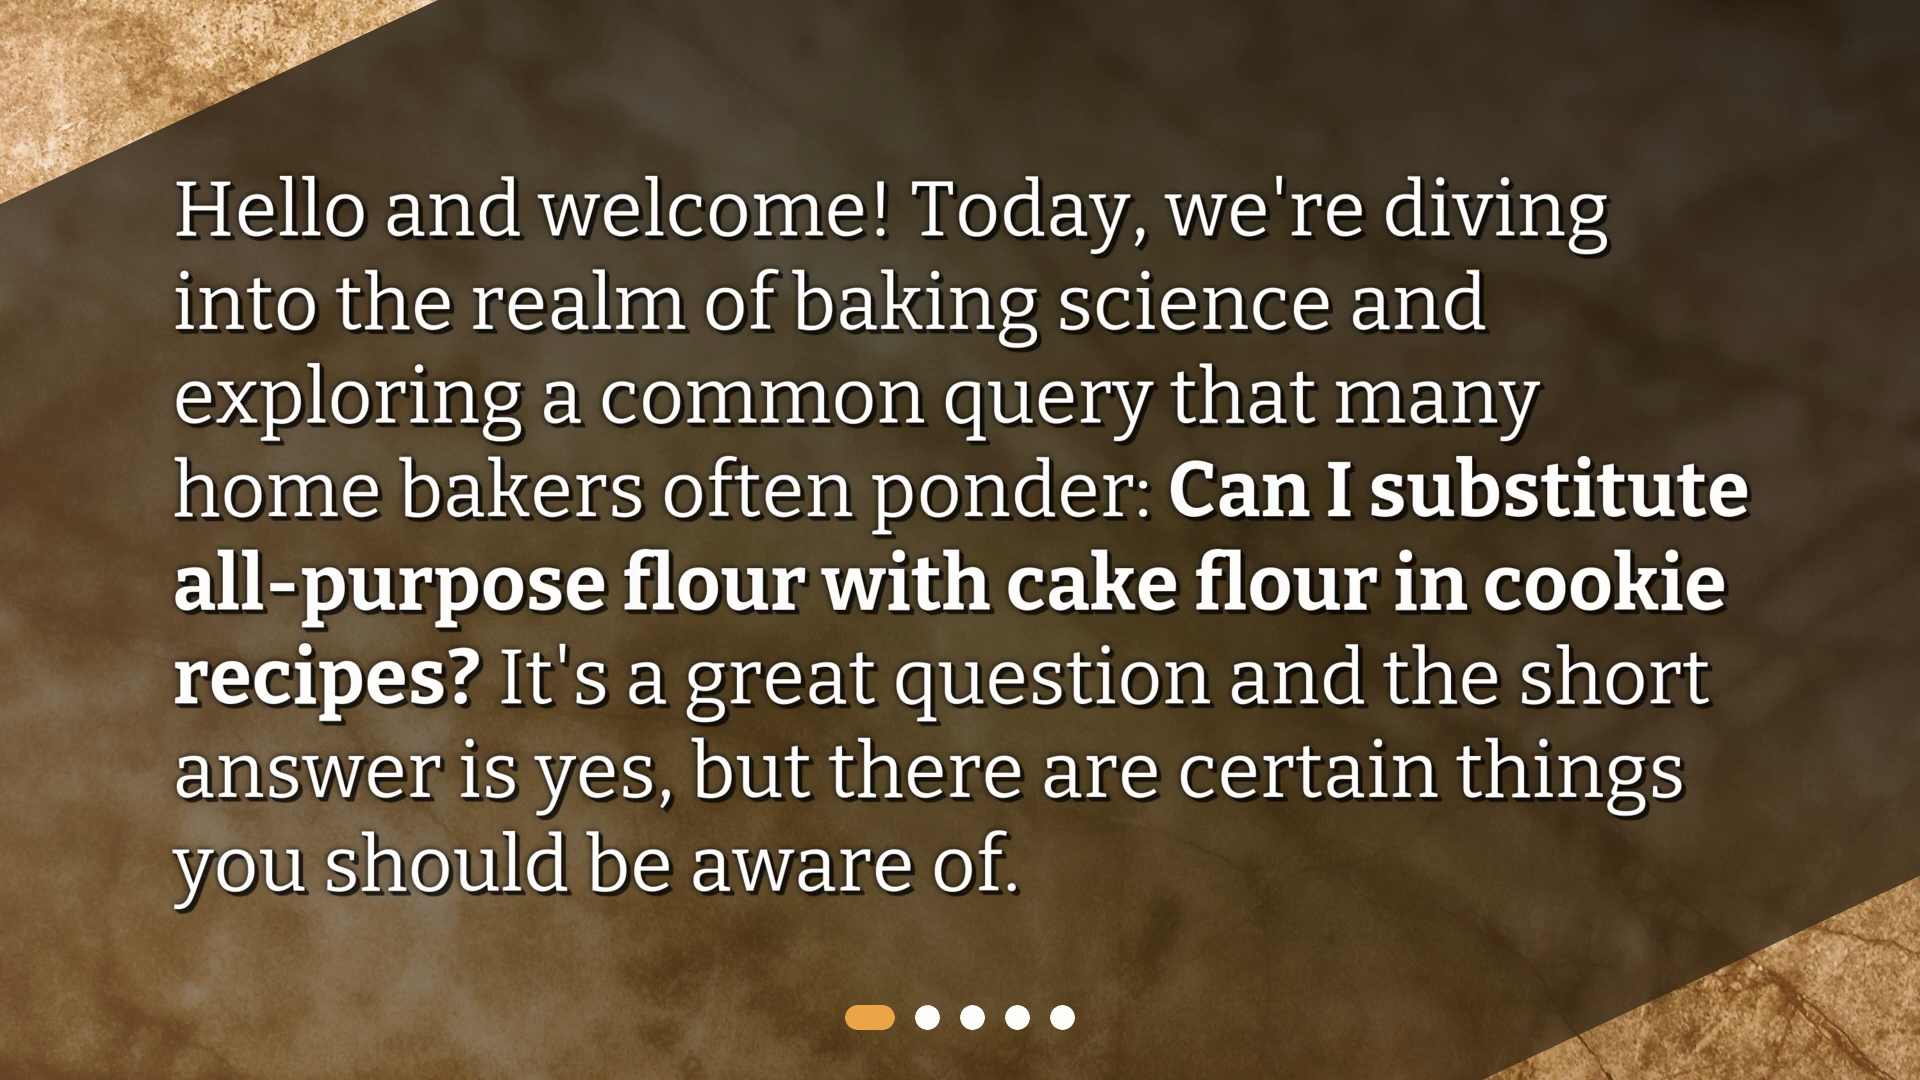 Hello and welcome! Today, we're diving
into the realm of baking science and
exploring a common query that many
home bakers often ponder: Can I substitute
all-purpose flour with cake flour in cookie
recipes? It's a great question and the short
answer is yes, but there are certain things
you should be aware of.